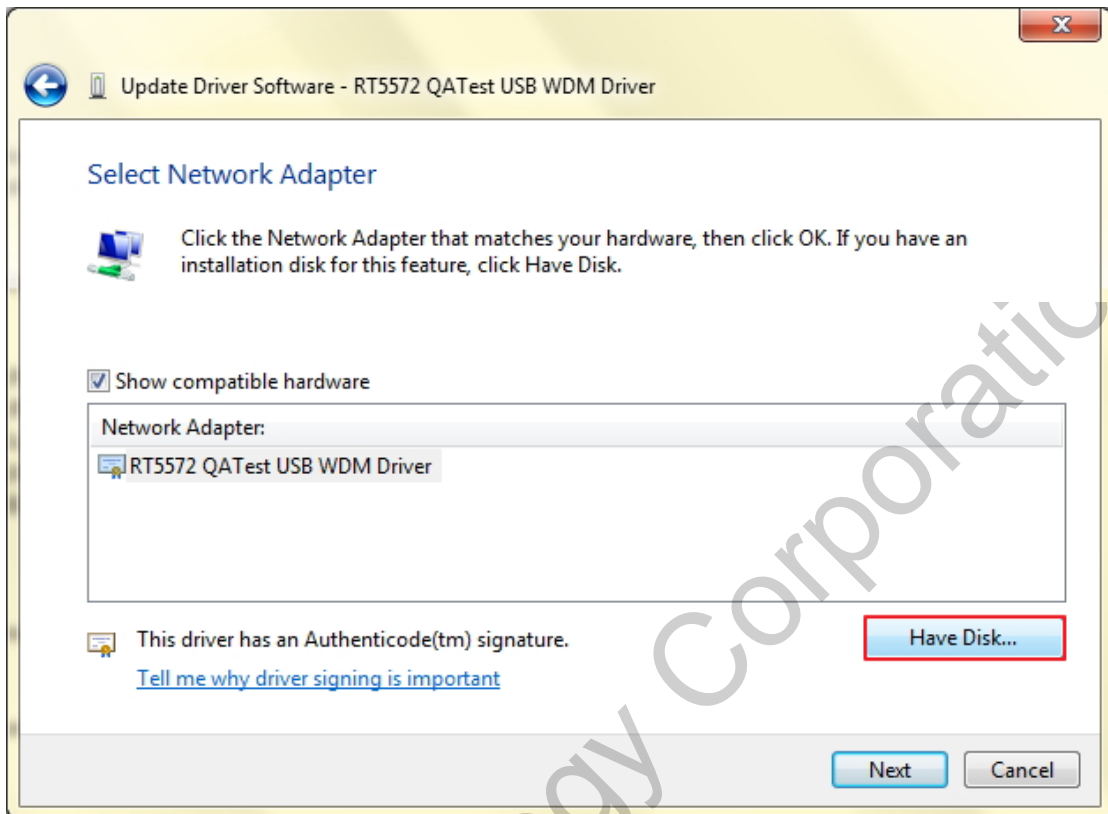 Update Driver Software - RT5572 QATest USB WDM Driver
Select Network Adapter
Click the Network Adapter that matches your hardware, then click OK. If you have an
installation disk for this feature, click Have Disk.
Show compatible hardware
Network Adapter:
RT5572 QATest USB WDM Driver
This driver has an Authenticode(tm) signature.
Have Disk...
Tell me why driver signing is important
Next
Cancel
gy Corporatio